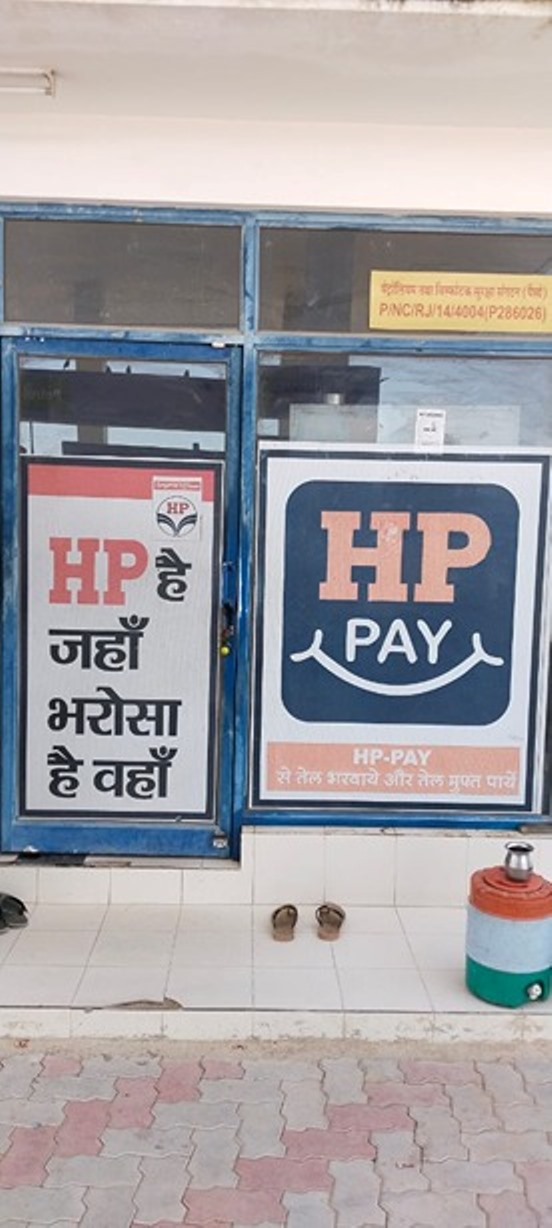 पेट्रोलियम तथा विस्फोटक सुरक्षा संगठन (पैसो)
P/NC/RJ/14/4004(P286026)
HP
HP है
जहाँ
भरोसा
है वहाँ
HP
PAY
HP-PAY
से तेल भरवाये और तेल मुफ्त पायें